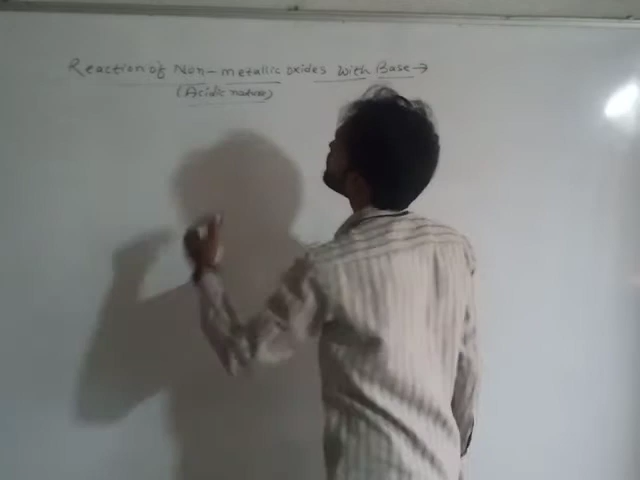 Reaction of Non-metallic oxides With Base →
(Acidic nature)